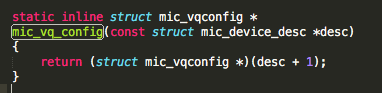 static inline struct mic_vqconfig *
mic_vq_config(const struct mic_device_desc *desc)
{
    return (struct mic_vqconfig *)(desc + 1);
}